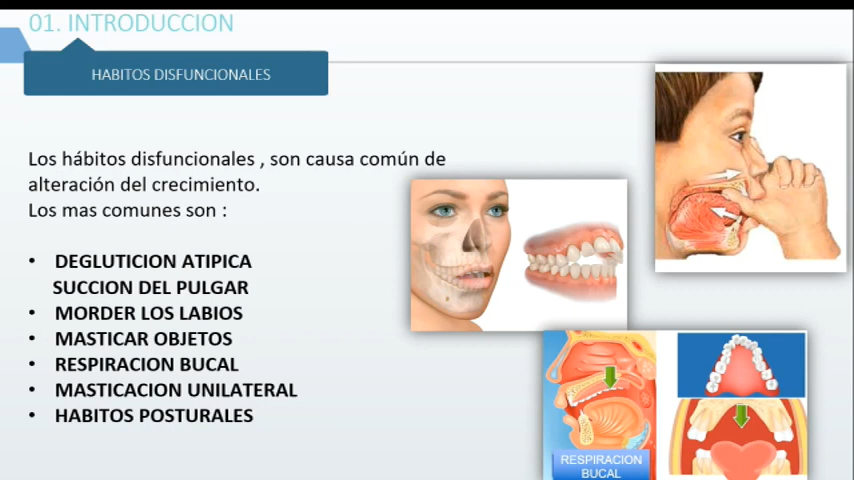 01. INTRODUCCION
HABITOS DISFUNCIONALES
Los hábitos disfuncionales , son causa común de
alteración del crecimiento.
Los mas comunes son :
• DEGLUTICION ATIPICA
SUCCION DEL PULGAR
• MORDER LOS LABIOS
• MASTICAR OBJETOS
• RESPIRACION BUCAL
• MASTICACION UNILATERAL
• HABITOS POSTURALES
RESPIRACION
BUCAL